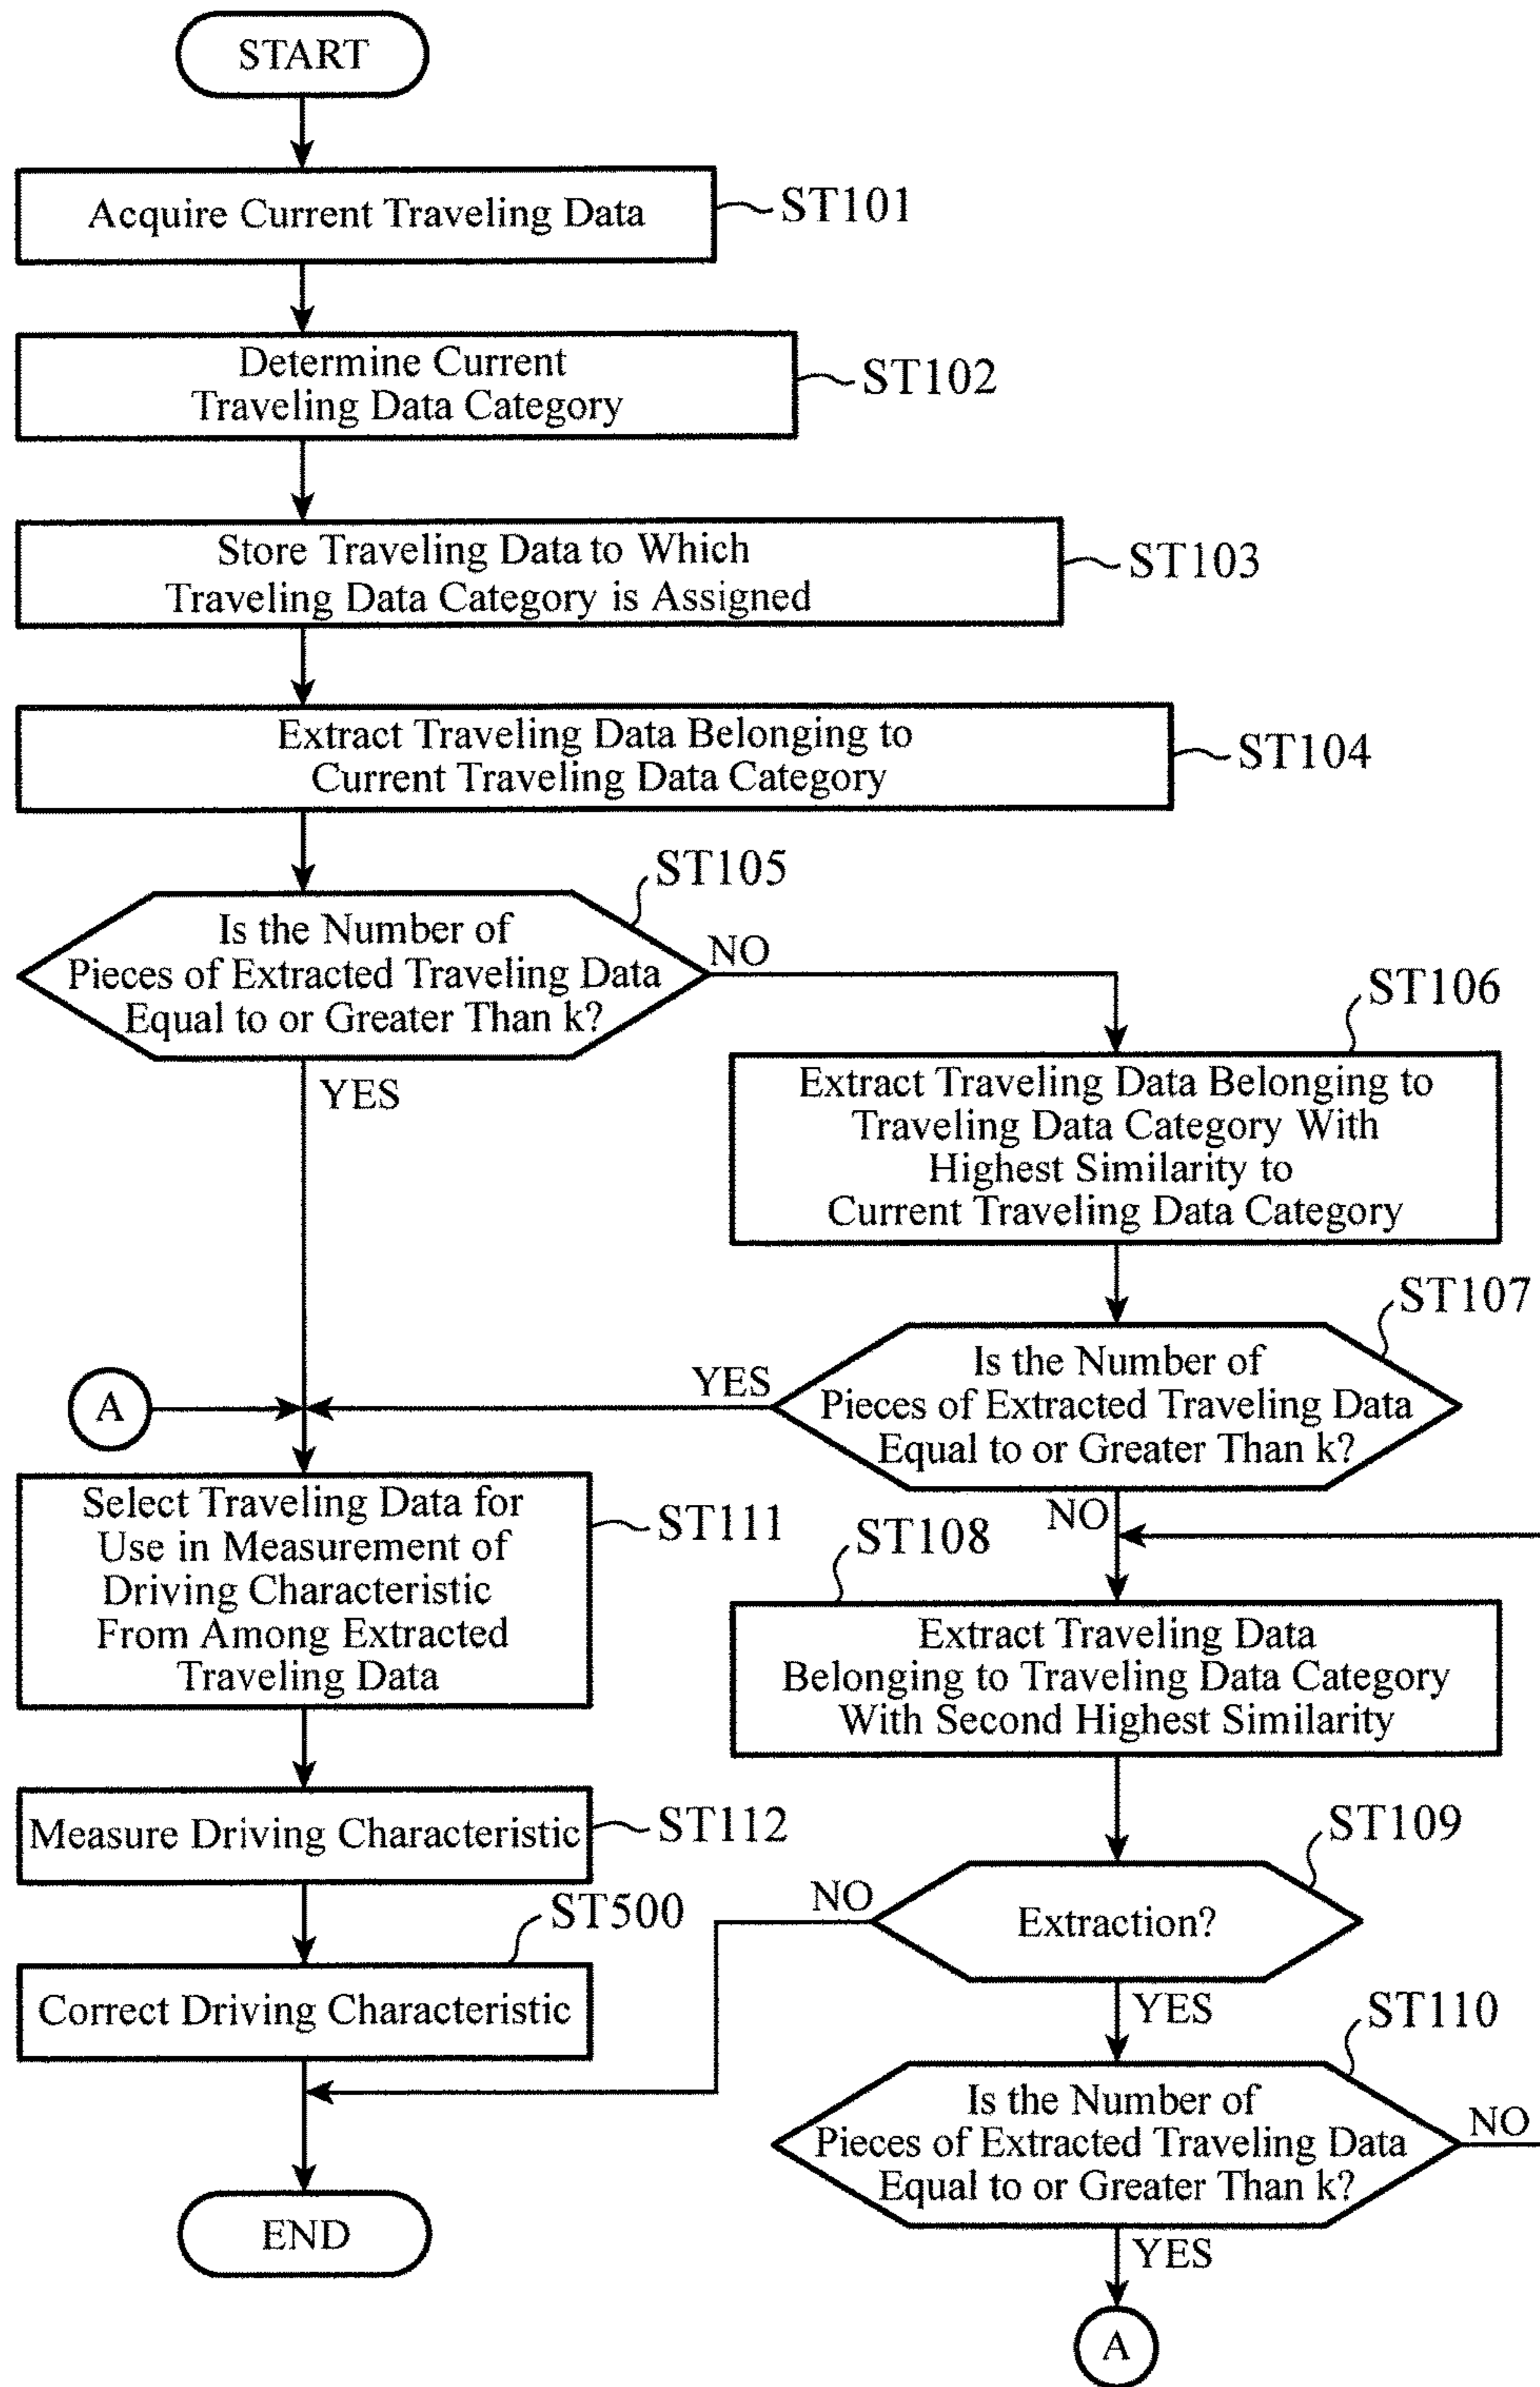 START
Acquire Current Traveling Data
ST101
Determine Current
Traveling Data Category
ST102
Store Traveling Data to Which
Traveling Data Category is Assigned
ST103
Extract Traveling Data Belonging to
Current Traveling Data Category
ST104
ST105
Is the Number of
Pieces of Extracted Traveling Data
Equal to or Greater Than k?
NO
YES
ST106
Extract Traveling Data Belonging to
Traveling Data Category With
Highest Similarity to
Current Traveling Data Category
ST107
Is the Number of
Pieces of Extracted Traveling Data
Equal to or Greater Than k?
YES
NO
A
Select Traveling Data for
Use in Measurement of
Driving Characteristic
From Among Extracted
Traveling Data
ST111
ST108
Extract Traveling Data
Belonging to Traveling Data Category
With Second Highest Similarity
Measure Driving Characteristic
ST112
ST109
Extraction?
NO
YES
ST500
Correct Driving Characteristic
ST110
Is the Number of
Pieces of Extracted Traveling Data
Equal to or Greater Than k?
NO
YES
END
A